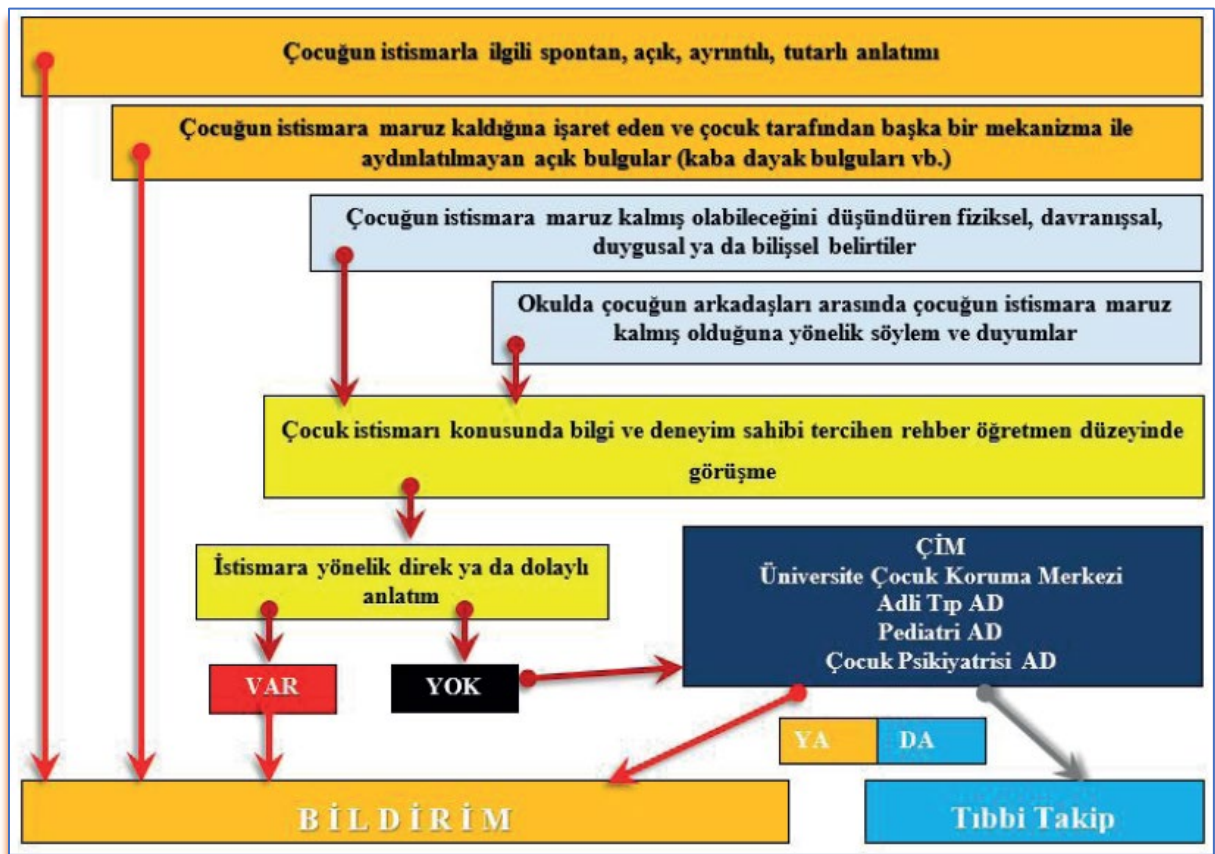 Çocuğun istismarla ilgili spontan, açık, ayrıntılı, tutarlı anlatımı
Çocuğun istismara maruz kaldığına işaret eden ve çocuk tarafından başka bir mekanizma ile
aydınlatılmayan açık bulgular (kaba dayak bulguları vb.)
Çocuğun istismara maruz kalmış olabileceğini düşündüren fiziksel, davranışsal,
duygusal ya da bilişsel belirtiler
Okulda çocuğun arkadaşları arasında çocuğun istismara maruz
kalmış olduğuna yönelik söylem ve duyumlar
Çocuk istismarı konusunda bilgi ve deneyim sahibi tercihen rehber öğretmen düzeyinde
görüşme
İstismara yönelik direk ya da dolaylı
anlatım
VAR
YOK
ÇİM
Üniversite Çocuk Koruma Merkezi
Adli Tıp AD
Pediatri AD
Çocuk Psikiyatrisi AD
YA DA
BİLDİRİM
Tıbbi Takip